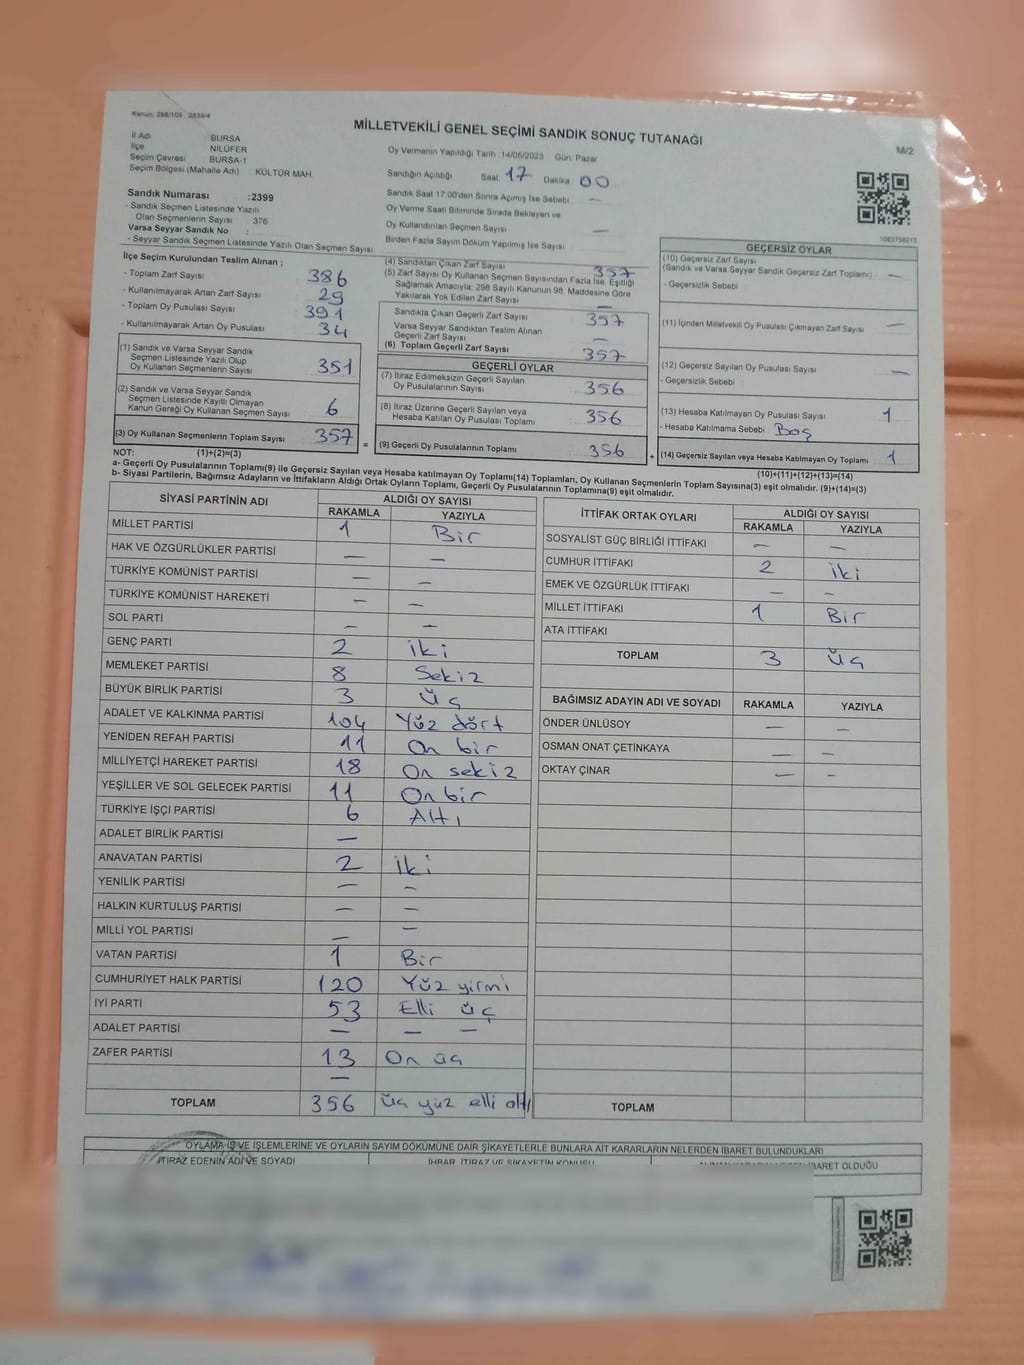 Kanun: 298/105 2839/4
MİLLETVEKİLİ GENEL SEÇİMİ SANDIK SONUÇ TUTANAĞI
M/2
İl Adı : BURSA
İlçe : NİLÜFER
Seçim Çevresi : BURSA-1
Seçim Bölgesi (Mahalle Adı) : KÜLTÜR MAH.
Oy Vermenin Yapıldığı Tarih :14/05/2023 Gün: Pazar
Sandığın Açıldığı Saat: 17 Dakika 00
Sandık Saat 17:00'den Sonra Açılmış İse Sebebi —
Oy Verme Saati Bitiminde Sırada Bekleyen ve
Oy Kullandırılan Seçmen Sayısı —
Birden Fazla Sayım Döküm Yapılmış İse Sayısı
1083758213
Sandık Numarası :2399
- Sandık Seçmen Listesinde Yazılı
Olan Seçmenlerin Sayısı : 376
Varsa Seyyar Sandık No :
- Seyyar Sandık Seçmen Listesinde Yazılı Olan Seçmen Sayısı:
İlçe Seçim Kurulundan Teslim Alınan ;
- Toplam Zarf Sayısı 386
- Kullanılmayarak Artan Zarf Sayısı 29
- Toplam Oy Pusulası Sayısı 391
- Kullanılmayarak Artan Oy Pusulası 34
(1) Sandık ve Varsa Seyyar Sandık
Seçmen Listesinde Yazılı Olup
Oy Kullanan Seçmenlerin Sayısı 351
(2) Sandık ve Varsa Seyyar Sandık
Seçmen Listesinde Kayıtlı Olmayan
Kanun Gereği Oy Kullanan Seçmen Sayısı 6
(3) Oy Kullanan Seçmenlerin Toplam Sayısı 357 =
(4) Sandıktan Çıkan Zarf Sayısı 357
(5) Zarf Sayısı Oy Kullanan Seçmen Sayısından Fazla İse, Eşitliği
Sağlamak Amacıyla; 298 Sayılı Kanunun 98. Maddesine Göre
Yakılarak Yok Edilen Zarf Sayısı —
Sandıkta Çıkan Geçerli Zarf Sayısı 357
Varsa Seyyar Sandıktan Teslim Alınan
Geçerli Zarf Sayısı —
(6) Toplam Geçerli Zarf Sayısı 357
GEÇERLİ OYLAR
(7) İtiraz Edilmeksizin Geçerli Sayılan
Oy Pusulalarının Sayısı 356
(8) İtiraz Üzerine Geçerli Sayılan veya
Hesaba Katılan Oy Pusulası Toplamı 356
(9) Geçerli Oy Pusulalarının Toplamı 356 +
GEÇERSİZ OYLAR
(10) Geçersiz Zarf Sayısı
(Sandık ve Varsa Seyyar Sandık Geçersiz Zarf Toplamı) —
- Geçersizlik Sebebi
(11) İçinden Milletvekili Oy Pusulası Çıkmayan Zarf Sayısı —
(12) Geçersiz Sayılan Oy Pusulası Sayısı —
- Geçersizlik Sebebi
(13) Hesaba Katılmayan Oy Pusulası Sayısı 1
- Hesaba Katılmama Sebebi Boş
(14) Geçersiz Sayılan veya Hesaba Katılmayan Oy Toplamı 1
NOT: (1)+(2)=(3)
(10)+(11)+(12)+(13)=(14)
a- Geçerli Oy Pusulalarının Toplamı(9) ile Geçersiz Sayılan veya Hesaba katılmayan Oy Toplamı(14) Toplamları, Oy Kullanan Seçmenlerin Toplam Sayısına(3) eşit olmalıdır. (9)+(14)=(3)
b- Siyasi Partilerin, Bağımsız Adayların ve İttifakların Aldığı Ortak Oyların Toplamı, Geçerli Oy Pusulalarının Toplamına(9) eşit olmalıdır.
SİYASİ PARTİNİN ADI ALDIĞI OY SAYISI
RAKAMLA YAZIYLA
MİLLET PARTİSİ 1 Bir
HAK VE ÖZGÜRLÜKLER PARTİSİ — —
TÜRKİYE KOMÜNİST PARTİSİ — —
TÜRKİYE KOMÜNİST HAREKETİ — —
SOL PARTİ — —
GENÇ PARTİ 2 iki
MEMLEKET PARTİSİ 8 Sekiz
BÜYÜK BİRLİK PARTİSİ 3 üç
ADALET VE KALKINMA PARTİSİ 104 Yüz dört
YENİDEN REFAH PARTİSİ 11 On bir
MİLLİYETÇİ HAREKET PARTİSİ 18 On sekiz
YEŞİLLER VE SOL GELECEK PARTİSİ 11 On bir
TÜRKİYE İŞÇİ PARTİSİ 6 Altı
ADALET BİRLİK PARTİSİ —
ANAVATAN PARTİSİ 2 iki
YENİLİK PARTİSİ — —
HALKIN KURTULUŞ PARTİSİ — —
MİLLİ YOL PARTİSİ — —
VATAN PARTİSİ 1 Bir
CUMHURİYET HALK PARTİSİ 120 Yüz yirmi
İYİ PARTİ 53 Elli üç
ADALET PARTİSİ — — —
ZAFER PARTİSİ 13 On üç
—
TOPLAM 356 üç yüz elli altı
İTTİFAK ORTAK OYLARI ALDIĞI OY SAYISI
RAKAMLA YAZIYLA
SOSYALİST GÜÇ BİRLİĞİ İTTİFAKI — —
CUMHUR İTTİFAKI 2 iki
EMEK VE ÖZGÜRLÜK İTTİFAKI — —
MİLLET İTTİFAKI 1 Bir
ATA İTTİFAKI
TOPLAM 3 üç
BAĞIMSIZ ADAYIN ADI VE SOYADI RAKAMLA YAZIYLA
ÖNDER ÜNLÜSOY — —
OSMAN ONAT ÇETİNKAYA — —
OKTAY ÇINAR — —
TOPLAM
OYLAMA İŞ VE İŞLEMLERİNE VE OYLARIN SAYIM DÖKÜMÜNE DAİR ŞİKAYETLERLE BUNLARA AİT KARARLARIN NELERDEN İBARET BULUNDUKLARI
İTİRAZ EDENİN ADI VE SOYADI İHBAR, İTİRAZ VE ŞİKAYETİN KONUSU İBARET OLDUĞU